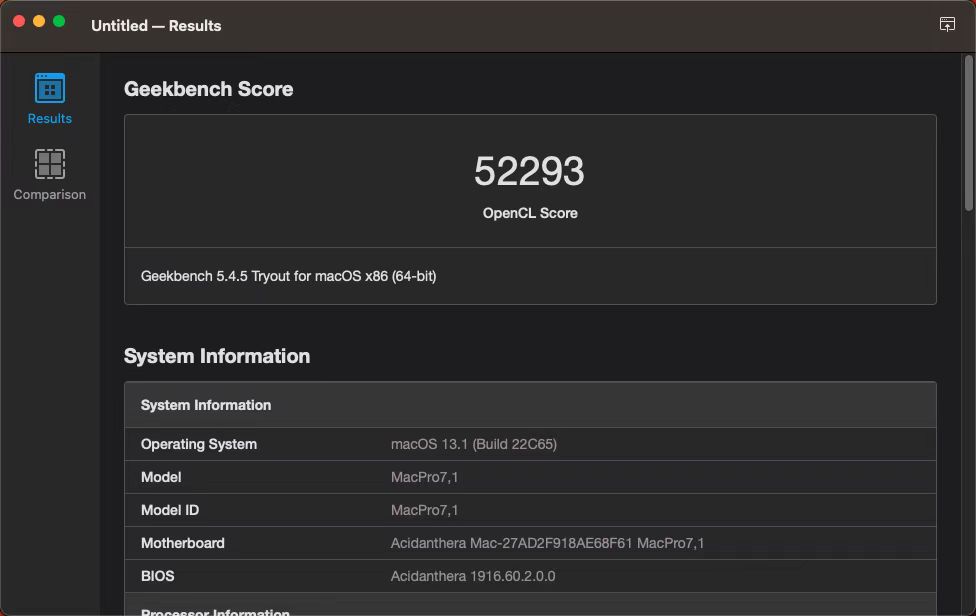 Untitled — Results
Results
Comparison
Geekbench Score
52293
OpenCL Score
Geekbench 5.4.5 Tryout for macOS x86 (64-bit)
System Information
System Information
Operating System macOS 13.1 (Build 22C65)
Model MacPro7,1
Model ID MacPro7,1
Motherboard Acidanthera Mac-27AD2F918AE68F61 MacPro7,1
BIOS Acidanthera 1916.60.2.0.0
Processor Information